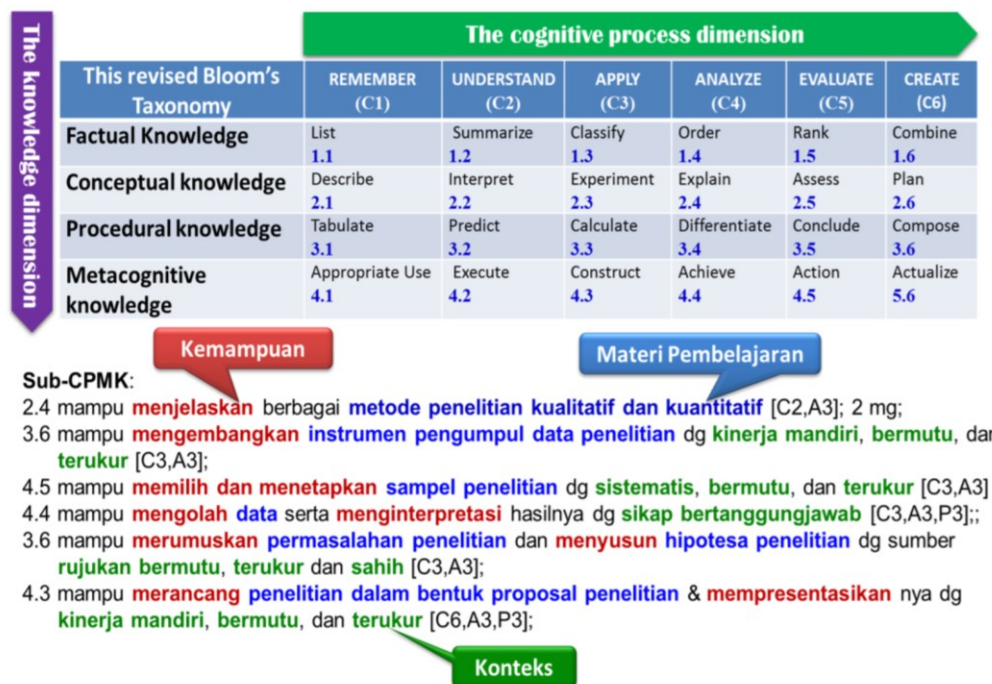 The knowledge dimension
The cognitive process dimension
This revised Bloom's Taxonomy | REMEMBER (C1) | UNDERSTAND (C2) | APPLY (C3) | ANALYZE (C4) | EVALUATE (C5) | CREATE (C6)
Factual Knowledge | List 1.1 | Summarize 1.2 | Classify 1.3 | Order 1.4 | Rank 1.5 | Combine 1.6
Conceptual knowledge | Describe 2.1 | Interpret 2.2 | Experiment 2.3 | Explain 2.4 | Assess 2.5 | Plan 2.6
Procedural knowledge | Tabulate 3.1 | Predict 3.2 | Calculate 3.3 | Differentiate 3.4 | Conclude 3.5 | Compose 3.6
Metacognitive knowledge | Appropriate Use 4.1 | Execute 4.2 | Construct 4.3 | Achieve 4.4 | Action 4.5 | Actualize 5.6
Kemampuan
Materi Pembelajaran
Sub-CPMK:
2.4 mampu menjelaskan berbagai metode penelitian kualitatif dan kuantitatif [C2,A3]; 2 mg;
3.6 mampu mengembangkan instrumen pengumpul data penelitian dg kinerja mandiri, bermutu, dan
terukur [C3,A3];
4.5 mampu memilih dan menetapkan sampel penelitian dg sistematis, bermutu, dan terukur [C3,A3]
4.4 mampu mengolah data serta menginterpretasi hasilnya dg sikap bertanggungjawab [C3,A3,P3];;
3.6 mampu merumuskan permasalahan penelitian dan menyusun hipotesa penelitian dg sumber
rujukan bermutu, terukur dan sahih [C3,A3];
4.3 mampu merancang penelitian dalam bentuk proposal penelitian & mempresentasikan nya dg
kinerja mandiri, bermutu, dan terukur [C6,A3,P3];
Konteks